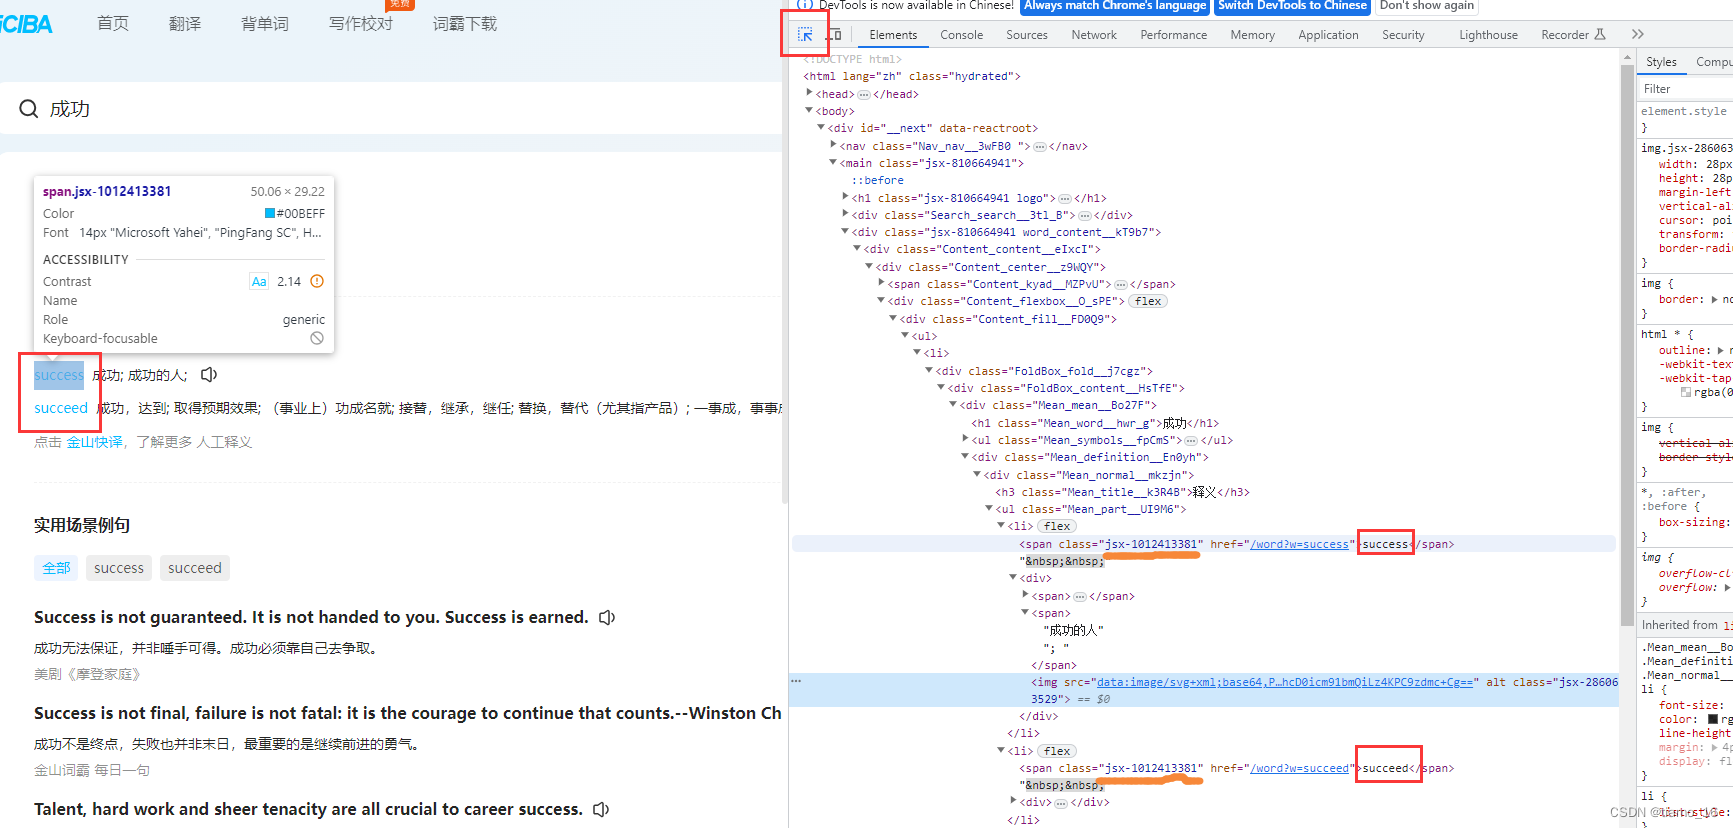 iCIBA 首页 翻译 背单词 写作校对 免费 词霸下载
成功
span.jsx-1012413381 50.06 × 29.22
Color #00BEFF
Font 14px "Microsoft Yahei", "PingFang SC", H...
ACCESSIBILITY
Contrast Aa 2.14
Name
Role generic
Keyboard-focusable
success 成功; 成功的人;
succeed 成功，达到; 取得预期效果; （事业上）功成名就; 接替，继承，继任; 替换，替代（尤其指产品）; 一事成，事事成
点击 金山快译，了解更多 人工释义
实用场景例句
全部 success succeed
Success is not guaranteed. It is not handed to you. Success is earned.
成功无法保证，并非唾手可得。成功必须靠自己去争取。
美剧《摩登家庭》
Success is not final, failure is not fatal: it is the courage to continue that counts.--Winston Ch
成功不是终点，失败也并非末日，最重要的是继续前进的勇气。
金山词霸 每日一句
Talent, hard work and sheer tenacity are all crucial to career success.
DevTools is now available in Chinese! Always match Chrome's language Switch DevTools to Chinese Don't show again
Elements Console Sources Network Performance Memory Application Security Lighthouse Recorder
<!DOCTYPE html>
<html lang="zh" class="hydrated">
<head>…</head>
<body>
<div id="__next" data-reactroot>
<nav class="Nav_nav__3wFB0 ">…</nav>
<main class="jsx-810664941">
::before
<h1 class="jsx-810664941 logo">…</h1>
<div class="Search_search__3tl_B">…</div>
<div class="jsx-810664941 word_content__kT9b7">
<div class="Content_content__eIxcI">
<div class="Content_center__z9WQY">
<span class="Content_kyad__MZPvU">…</span>
<div class="Content_flexbox__O_sPE"> flex
<div class="Content_fill__FD0Q9">
<ul>
<li>
<div class="FoldBox_fold__j7cgz">
<div class="FoldBox_content__HsTfE">
<div class="Mean_mean__Bo27F">
<h1 class="Mean_word__hwr_g">成功</h1>
<ul class="Mean_symbols__fpCmS">…</ul>
<div class="Mean_definition__En0yh">
<div class="Mean_normal__mkzjn">
<h3 class="Mean_title__k3R4B">释义</h3>
<ul class="Mean_part__UI9M6">
<li> flex
<span class="jsx-1012413381" href="/word?w=success">success</span>
"&nbsp;&nbsp;
<div>
<span>…</span>
<span>
"成功的人"
"; "
</span>
<img src="data:image/svg+xml;base64,P…hcD0icm91bmQiLz4KPC9zdmc+Cg==" alt class="jsx-28606
3529"> == $0
</div>
</li>
<li> flex
<span class="jsx-1012413381" href="/word?w=succeed">succeed</span>
"&nbsp;&nbsp;
<div>…</div>
</li>
Styles Compu
Filter
element.style
}
img.jsx-286063
width: 28px
height: 28p
margin-left
vertical-al
cursor: poi
transform:
border-radiu
}
img {
border: ▶ no
}
html * {
outline: ▶ n
-webkit-tex
-webkit-tap
rgba(0
}
img {
vertical-ali
border-style
}
*, :after,
:before {
box-sizing:
}
img {
overflow-cl
overflow: ▶
}
Inherited from li
.Mean_mean__Bo
.Mean_definiti
.Mean_normal__
li {
font-size:
color: rg
line-height
margin: ▶ 4p
display: fl
}
li {
}